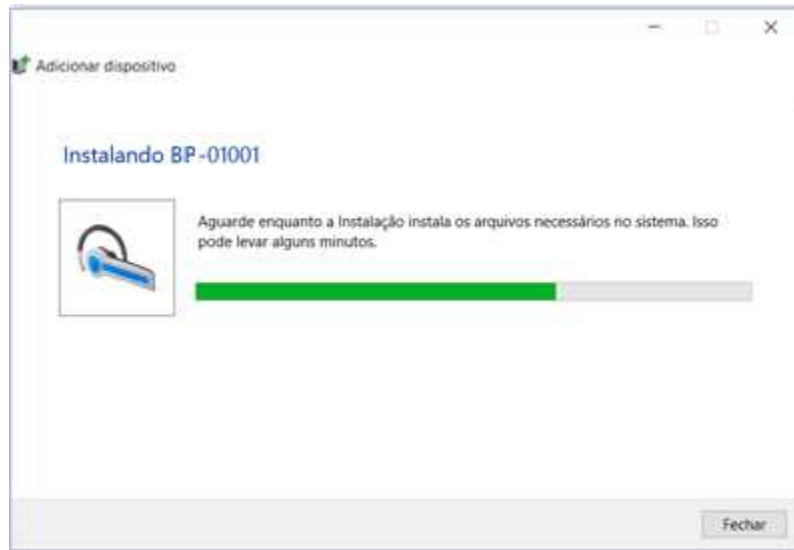 Adicionar dispositivo
Instalando BP-01001
Aguarde enquanto a Instalação instala os arquivos necessários no sistema. Isso
pode levar alguns minutos.
Fechar